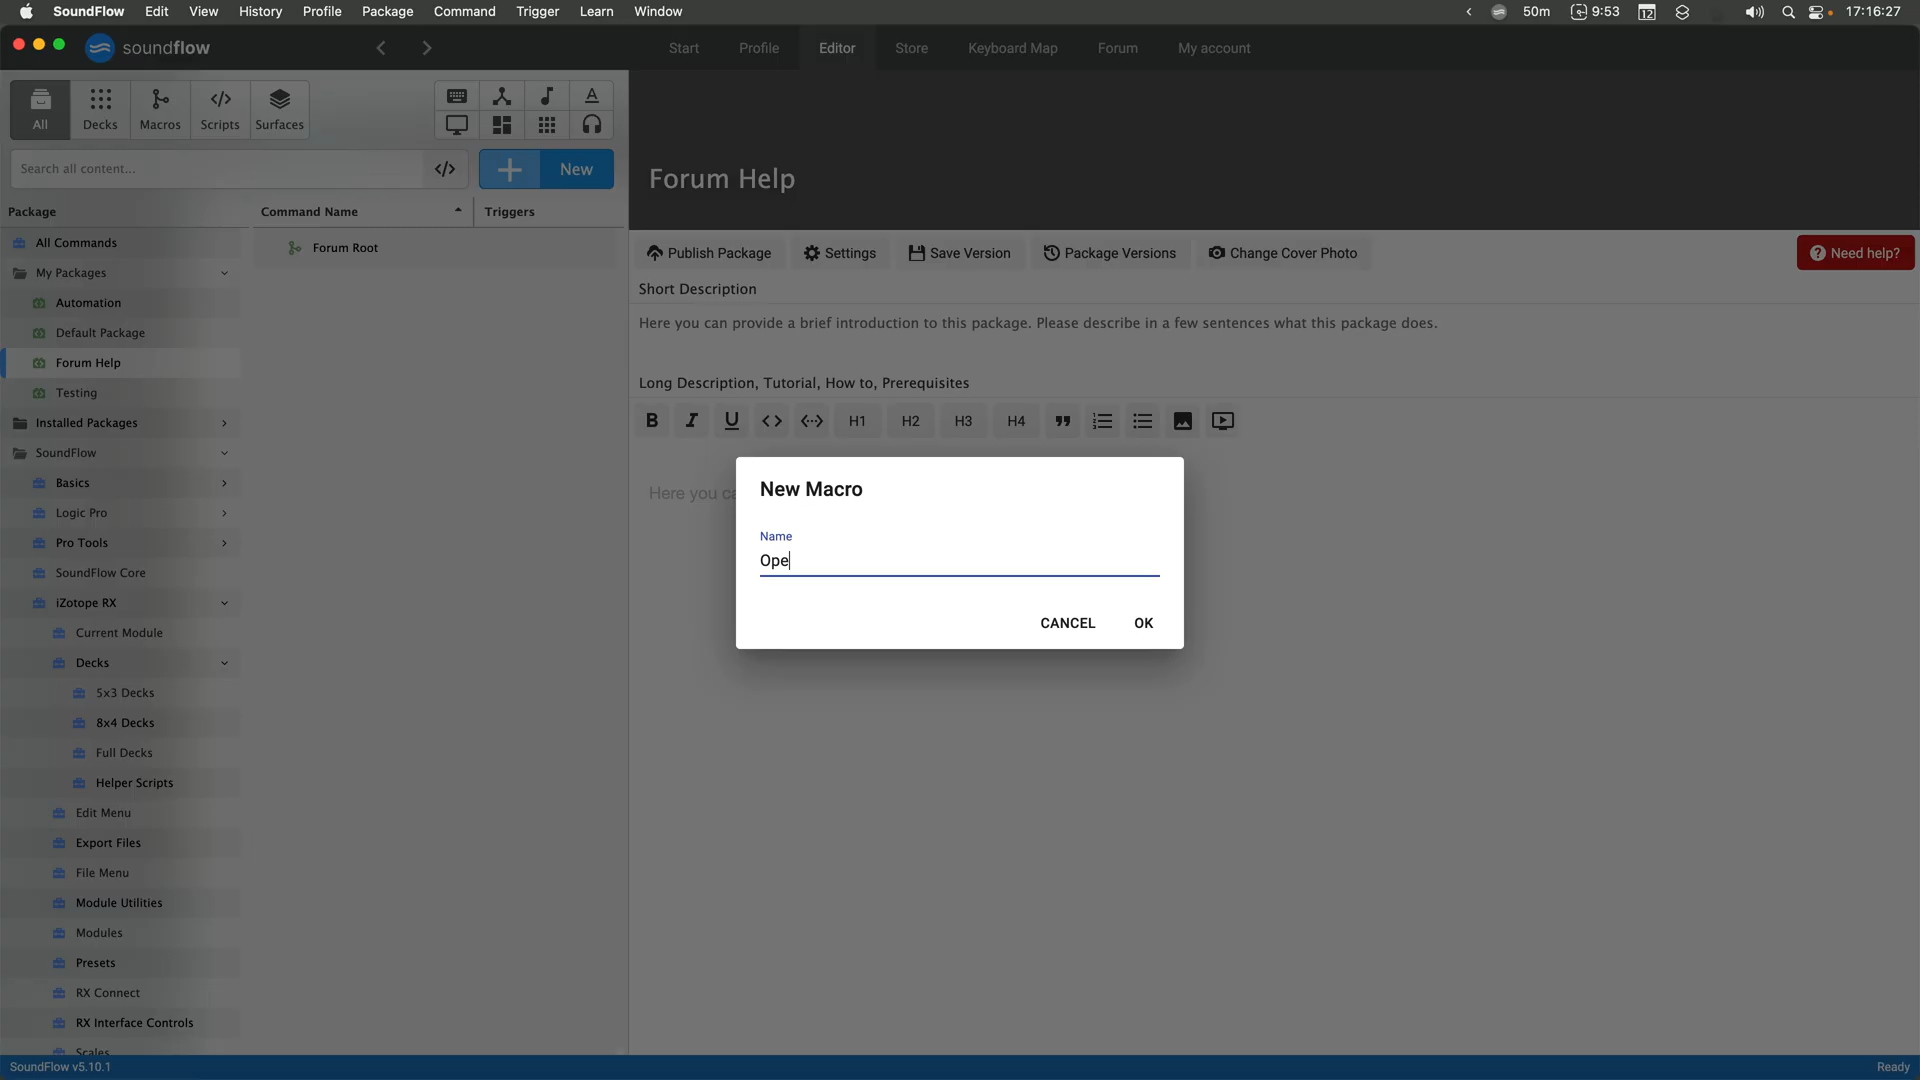 SoundFlow Edit View History Profile Package Command Trigger Learn Window 50m 9:53 12 17:16:27
soundflow Start Profile Editor Store Keyboard Map Forum My account
All Decks Macros Scripts Surfaces
Search all content... New
Forum Help
Package Command Name Triggers
All Commands
Forum Root
Publish Package Settings Save Version Package Versions Change Cover Photo Need help?
My Packages
Short Description
Automation
Here you can provide a brief introduction to this package. Please describe in a few sentences what this package does.
Default Package
Forum Help
Long Description, Tutorial, How to, Prerequisites
Testing
Installed Packages
B I U H1 H2 H3 H4
SoundFlow
Basics
Here you ca
New Macro
Logic Pro
Pro Tools
Name
Ope
SoundFlow Core
iZotope RX
CANCEL OK
Current Module
Decks
5x3 Decks
8x4 Decks
Full Decks
Helper Scripts
Edit Menu
Export Files
File Menu
Module Utilities
Modules
Presets
RX Connect
RX Interface Controls
Scales
SoundFlow v5.10.1 Ready